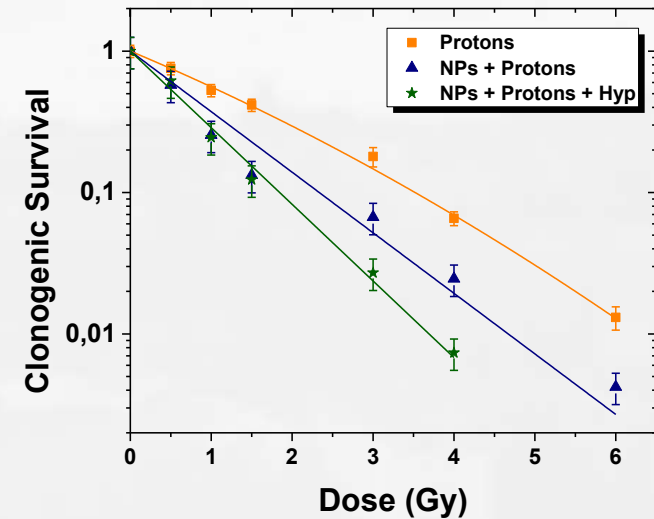 Clonogenic Survival
1
0,1
0,01
Protons
NPs + Protons
NPs + Protons + Hyp
0 1 2 3 4 5 6
Dose (Gy)